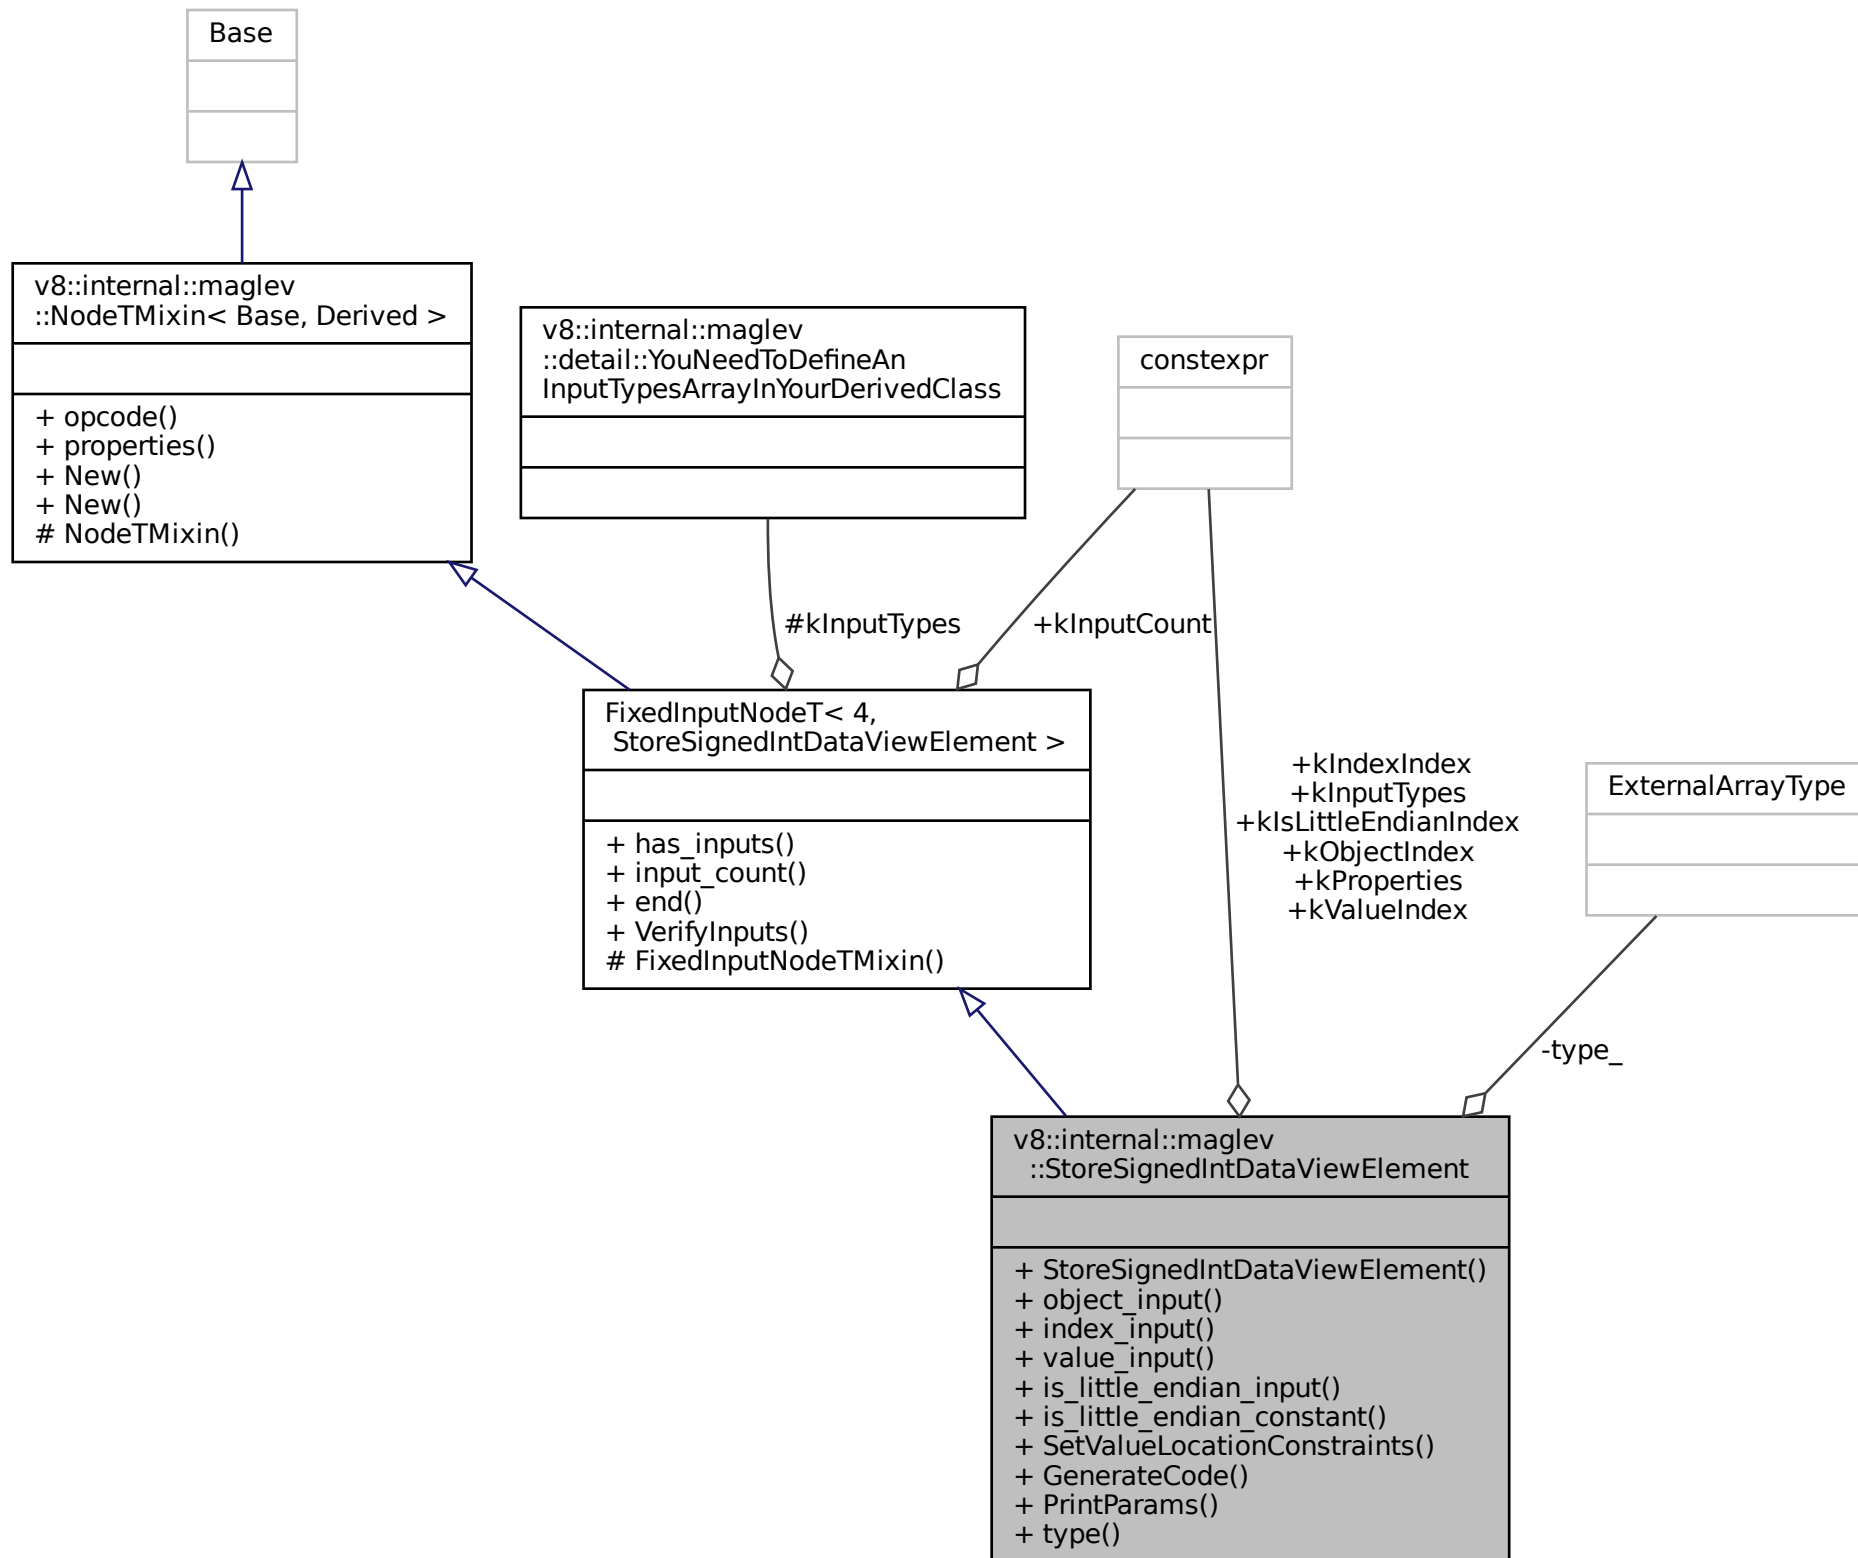 Base
v8::internal::maglev
::NodeTMixin< Base, Derived >
+ opcode()
+ properties()
+ New()
+ New()
# NodeTMixin()
v8::internal::maglev
::detail::YouNeedToDefineAn
InputTypesArrayInYourDerivedClass
constexpr
#kInputTypes
+kInputCount
FixedInputNodeT< 4,
StoreSignedIntDataViewElement >
+ has_inputs()
+ input_count()
+ end()
+ VerifyInputs()
# FixedInputNodeTMixin()
+kIndexIndex
+kInputTypes
+kIsLittleEndianIndex
+kObjectIndex
+kProperties
+kValueIndex
ExternalArrayType
-type_
v8::internal::maglev
::StoreSignedIntDataViewElement
+ StoreSignedIntDataViewElement()
+ object_input()
+ index_input()
+ value_input()
+ is_little_endian_input()
+ is_little_endian_constant()
+ SetValueLocationConstraints()
+ GenerateCode()
+ PrintParams()
+ type()